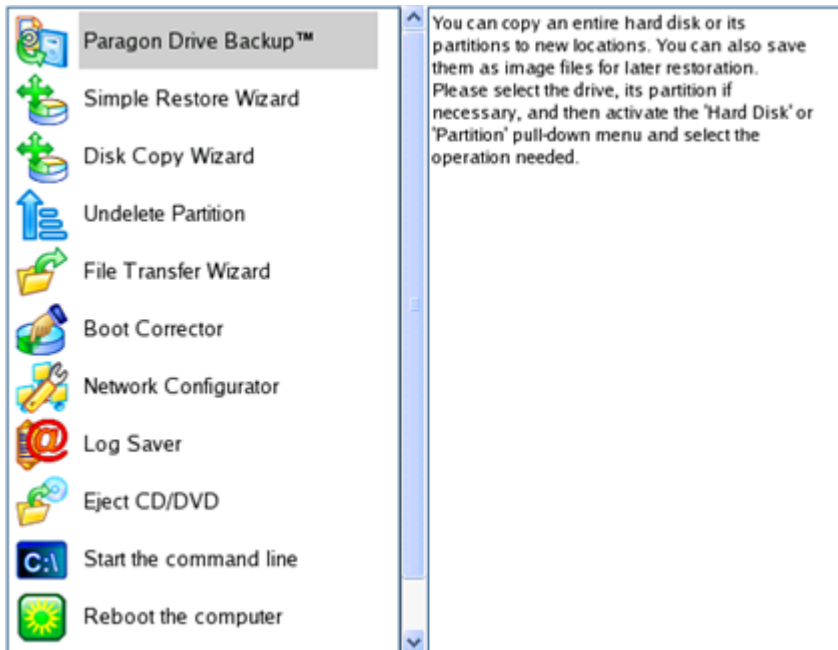 Paragon Drive Backup™
Simple Restore Wizard
Disk Copy Wizard
Undelete Partition
File Transfer Wizard
Boot Corrector
Network Configurator
Log Saver
Eject CD/DVD
C:\
Start the command line
Reboot the computer
You can copy an entire hard disk or its
partitions to new locations. You can also save
them as image files for later restoration.
Please select the drive, its partition if
necessary, and then activate the 'Hard Disk' or
'Partition' pull-down menu and select the
operation needed.